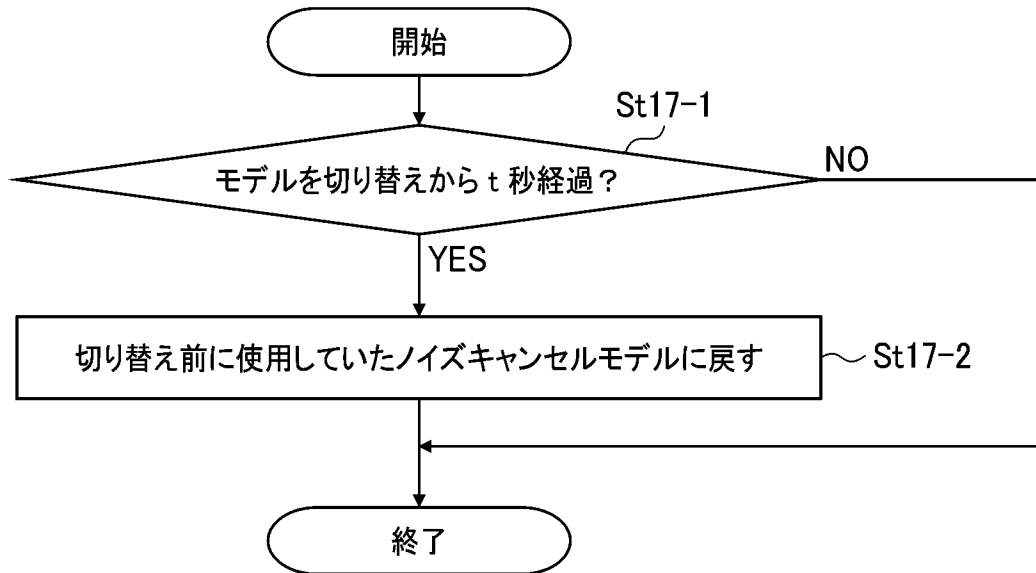 開始
St17-1
モデルを切り替えからt秒経過?
NO
YES
切り替え前に使用していたノイズキャンセルモデルに戻す
St17-2
終了